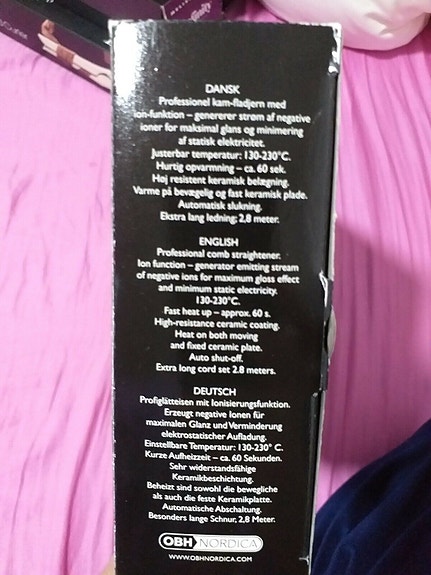 DANSK
Professionel kam-fladjern med
ion-funktion – genererer strøm af negative
ioner for maksimal glans og minimering
af statisk elektricitet.
Justerbar temperatur: 130-230°C.
Hurtig opvarmning – ca. 60 sek.
Høj resistent keramisk belægning.
Varme på bevægelig og fast keramisk plade.
Automatisk slukning.
Ekstra lang ledning: 2,8 meter.
ENGLISH
Professional comb straightener.
Ion function – generator emitting stream
of negative ions for maximum gloss effect
and minimum static electricity.
130-230°C.
Fast heat up – approx. 60 s.
High-resistance ceramic coating.
Heat on both moving
and fixed ceramic plate.
Auto shut-off.
Extra long cord set 2.8 meters.
DEUTSCH
Profiglätteisen mit Ionisierungsfunktion.
Erzeugt negative Ionen für
maximalen Glanz und Verminderung
elektrostatischer Aufladung.
Einstellbare Temperatur: 130-230° C.
Kurze Aufheizzeit – ca. 60 Sekunden.
Sehr widerstandsfähige
Keramikbeschichtung.
Beheizt sind sowohl die bewegliche
als auch die feste Keramikplatte.
Automatische Abschaltung.
Besonders lange Schnur, 2,8 Meter.
OBH NORDICA
WWW.OBHNORDICA.COM